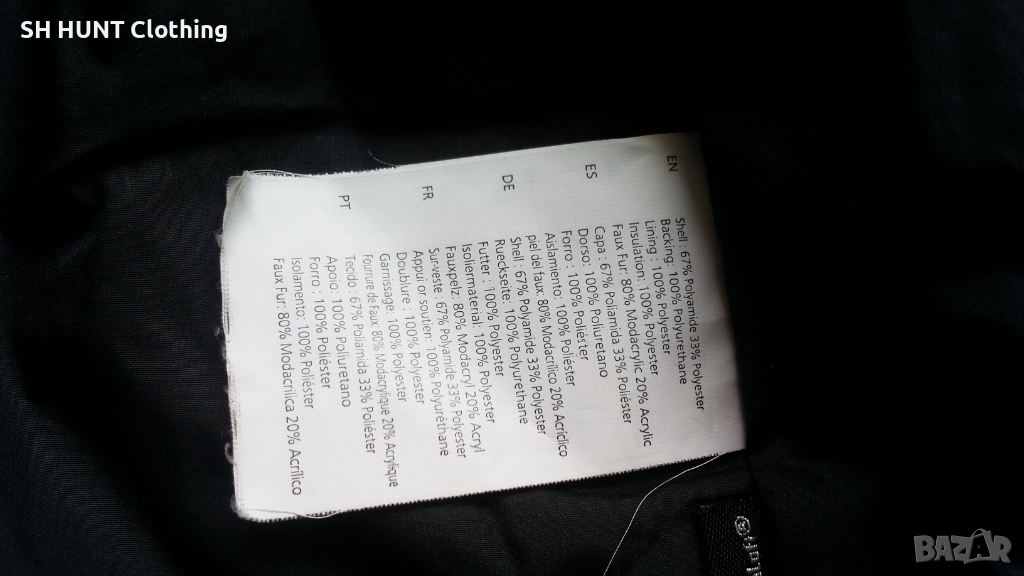 SH HUNT Clothing
EN
Shell : 67% Polyamide 33% Polyester
Backing : 100% Polyurethane
Lining : 100% Polyester
Insulation: 100% Polyester
Faux Fur: 80% Modacrylic 20% Acrylic
ES
Capa : 67% Poliamida 33% Poliéster
Dorso: 100% Poliuretano
Forro : 100% Poliéster
Aislamiento: 100% Poliéster
piel del faux: 80% Modacrílico 20% Acrídlico
DE
Shell : 67% Polyamide 33% Polyester
Rueckseite: 100% Polyurethane
Futter : 100% Polyester
Isoliermaterial: 100% Polyester
Fauxpelz: 80% Modacryl 20% Acryl
FR
Sur-veste : 67% Polyamide 33% Polyester
Appui or soutien: 100% Polyuréthane
Doublure : 100% Polyester
Garnissage: 100% Polyester
Fourrure de Faux: 80% Modacrylique 20% Acrylique
PT
Tecido : 67% Poliamida 33% Poliéster
Apoio: 100% Poliuretano
Forro : 100% Poliéster
Isolamento: 100% Poliéster
Faux Fur: 80% Modacrílica 20% Acrílico
BAZAR